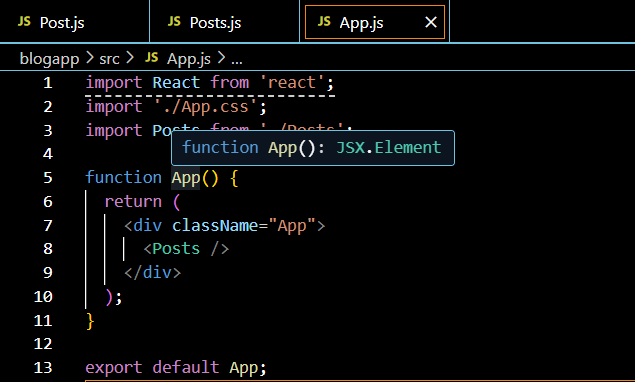 JS Post.js JS Posts.js JS App.js ×
blogapp > src > JS App.js > ...
1 import React from 'react';
2 import './App.css';
3 import Posts from './Posts';
function App(): JSX.Element
4
5 function App() {
6 return (
7 <div className="App">
8 <Posts />
9 </div>
10 );
11 }
12
13 export default App;